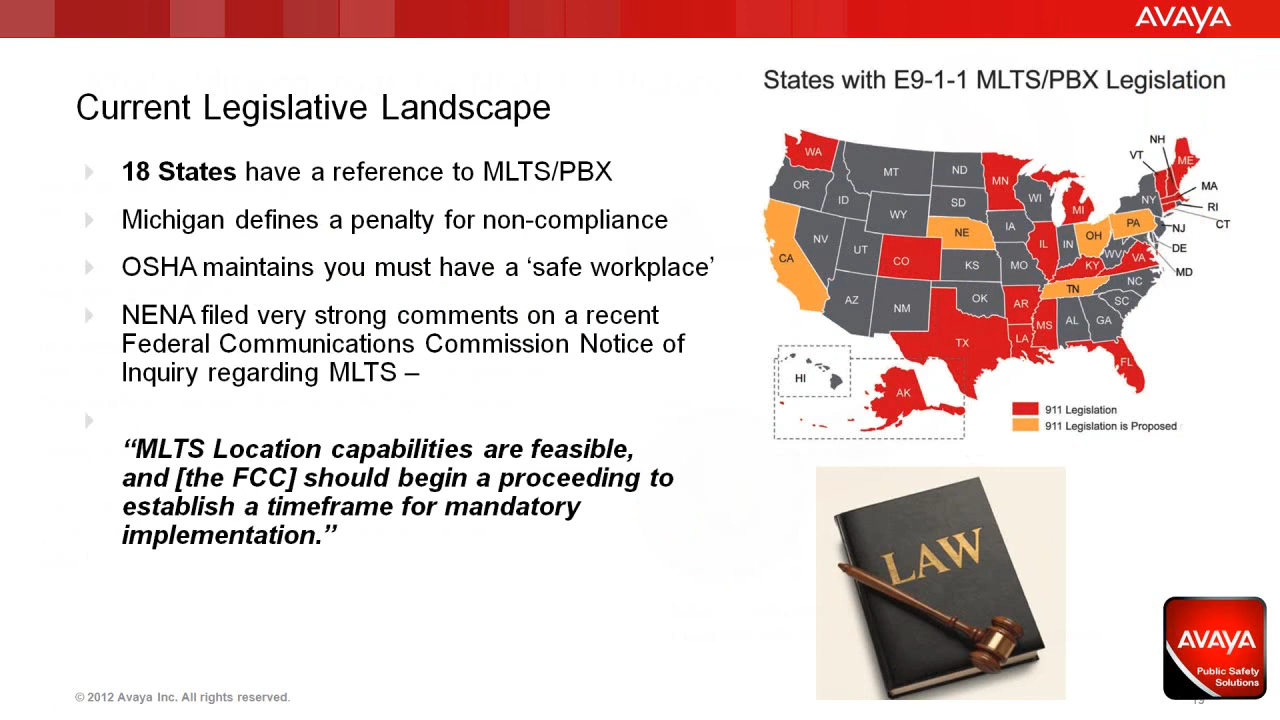 AVAYA
States with E9-1-1 MLTS/PBX Legislation
Current Legislative Landscape
18 States have a reference to MLTS/PBX
Michigan defines a penalty for non-compliance
OSHA maintains you must have a ‘safe workplace’
NENA filed very strong comments on a recent
Federal Communications Commission Notice of
Inquiry regarding MLTS –
“MLTS Location capabilities are feasible,
and [the FCC] should begin a proceeding to
establish a timeframe for mandatory
implementation.”
WA
MT
ND
MN
OR
ID
WY
SD
WI
MI
NH
VT
ME
MA
RI
CT
NY
NJ
DE
MD
PA
CA
NV
UT
CO
NE
IA
IL
IN
OH
WV
VA
KS
MO
KY
NC
TN
SC
AZ
NM
OK
AR
MS
AL
GA
TX
LA
FL
HI
AK
911 Legislation
911 Legislation is Proposed
LAW
AVAYA
Public Safety
Solutions
© 2012 Avaya Inc. All rights reserved.